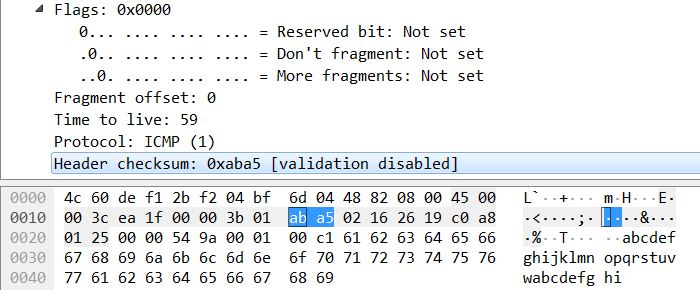 Flags: 0x0000
0... .... .... .... = Reserved bit: Not set
.0.. .... .... .... = Don't fragment: Not set
..0. .... .... .... = More fragments: Not set
Fragment offset: 0
Time to live: 59
Protocol: ICMP (1)
Header checksum: 0xaba5 [validation disabled]
0000 4c 60 de f1 2b f2 04 bf 6d 04 48 82 08 00 45 00 L`··+··· m·H···E·
0010 00 3c ea 1f 00 00 3b 01 ab a5 02 16 26 19 c0 a8 ·<····;· ····&···
0020 01 25 00 00 54 9a 00 01 00 c1 61 62 63 64 65 66 ·%··T··· ··abcdef
0030 67 68 69 6a 6b 6c 6d 6e 6f 70 71 72 73 74 75 76 ghijklmn opqrstuv
0040 77 61 62 63 64 65 66 67 68 69 wabcdefg hi